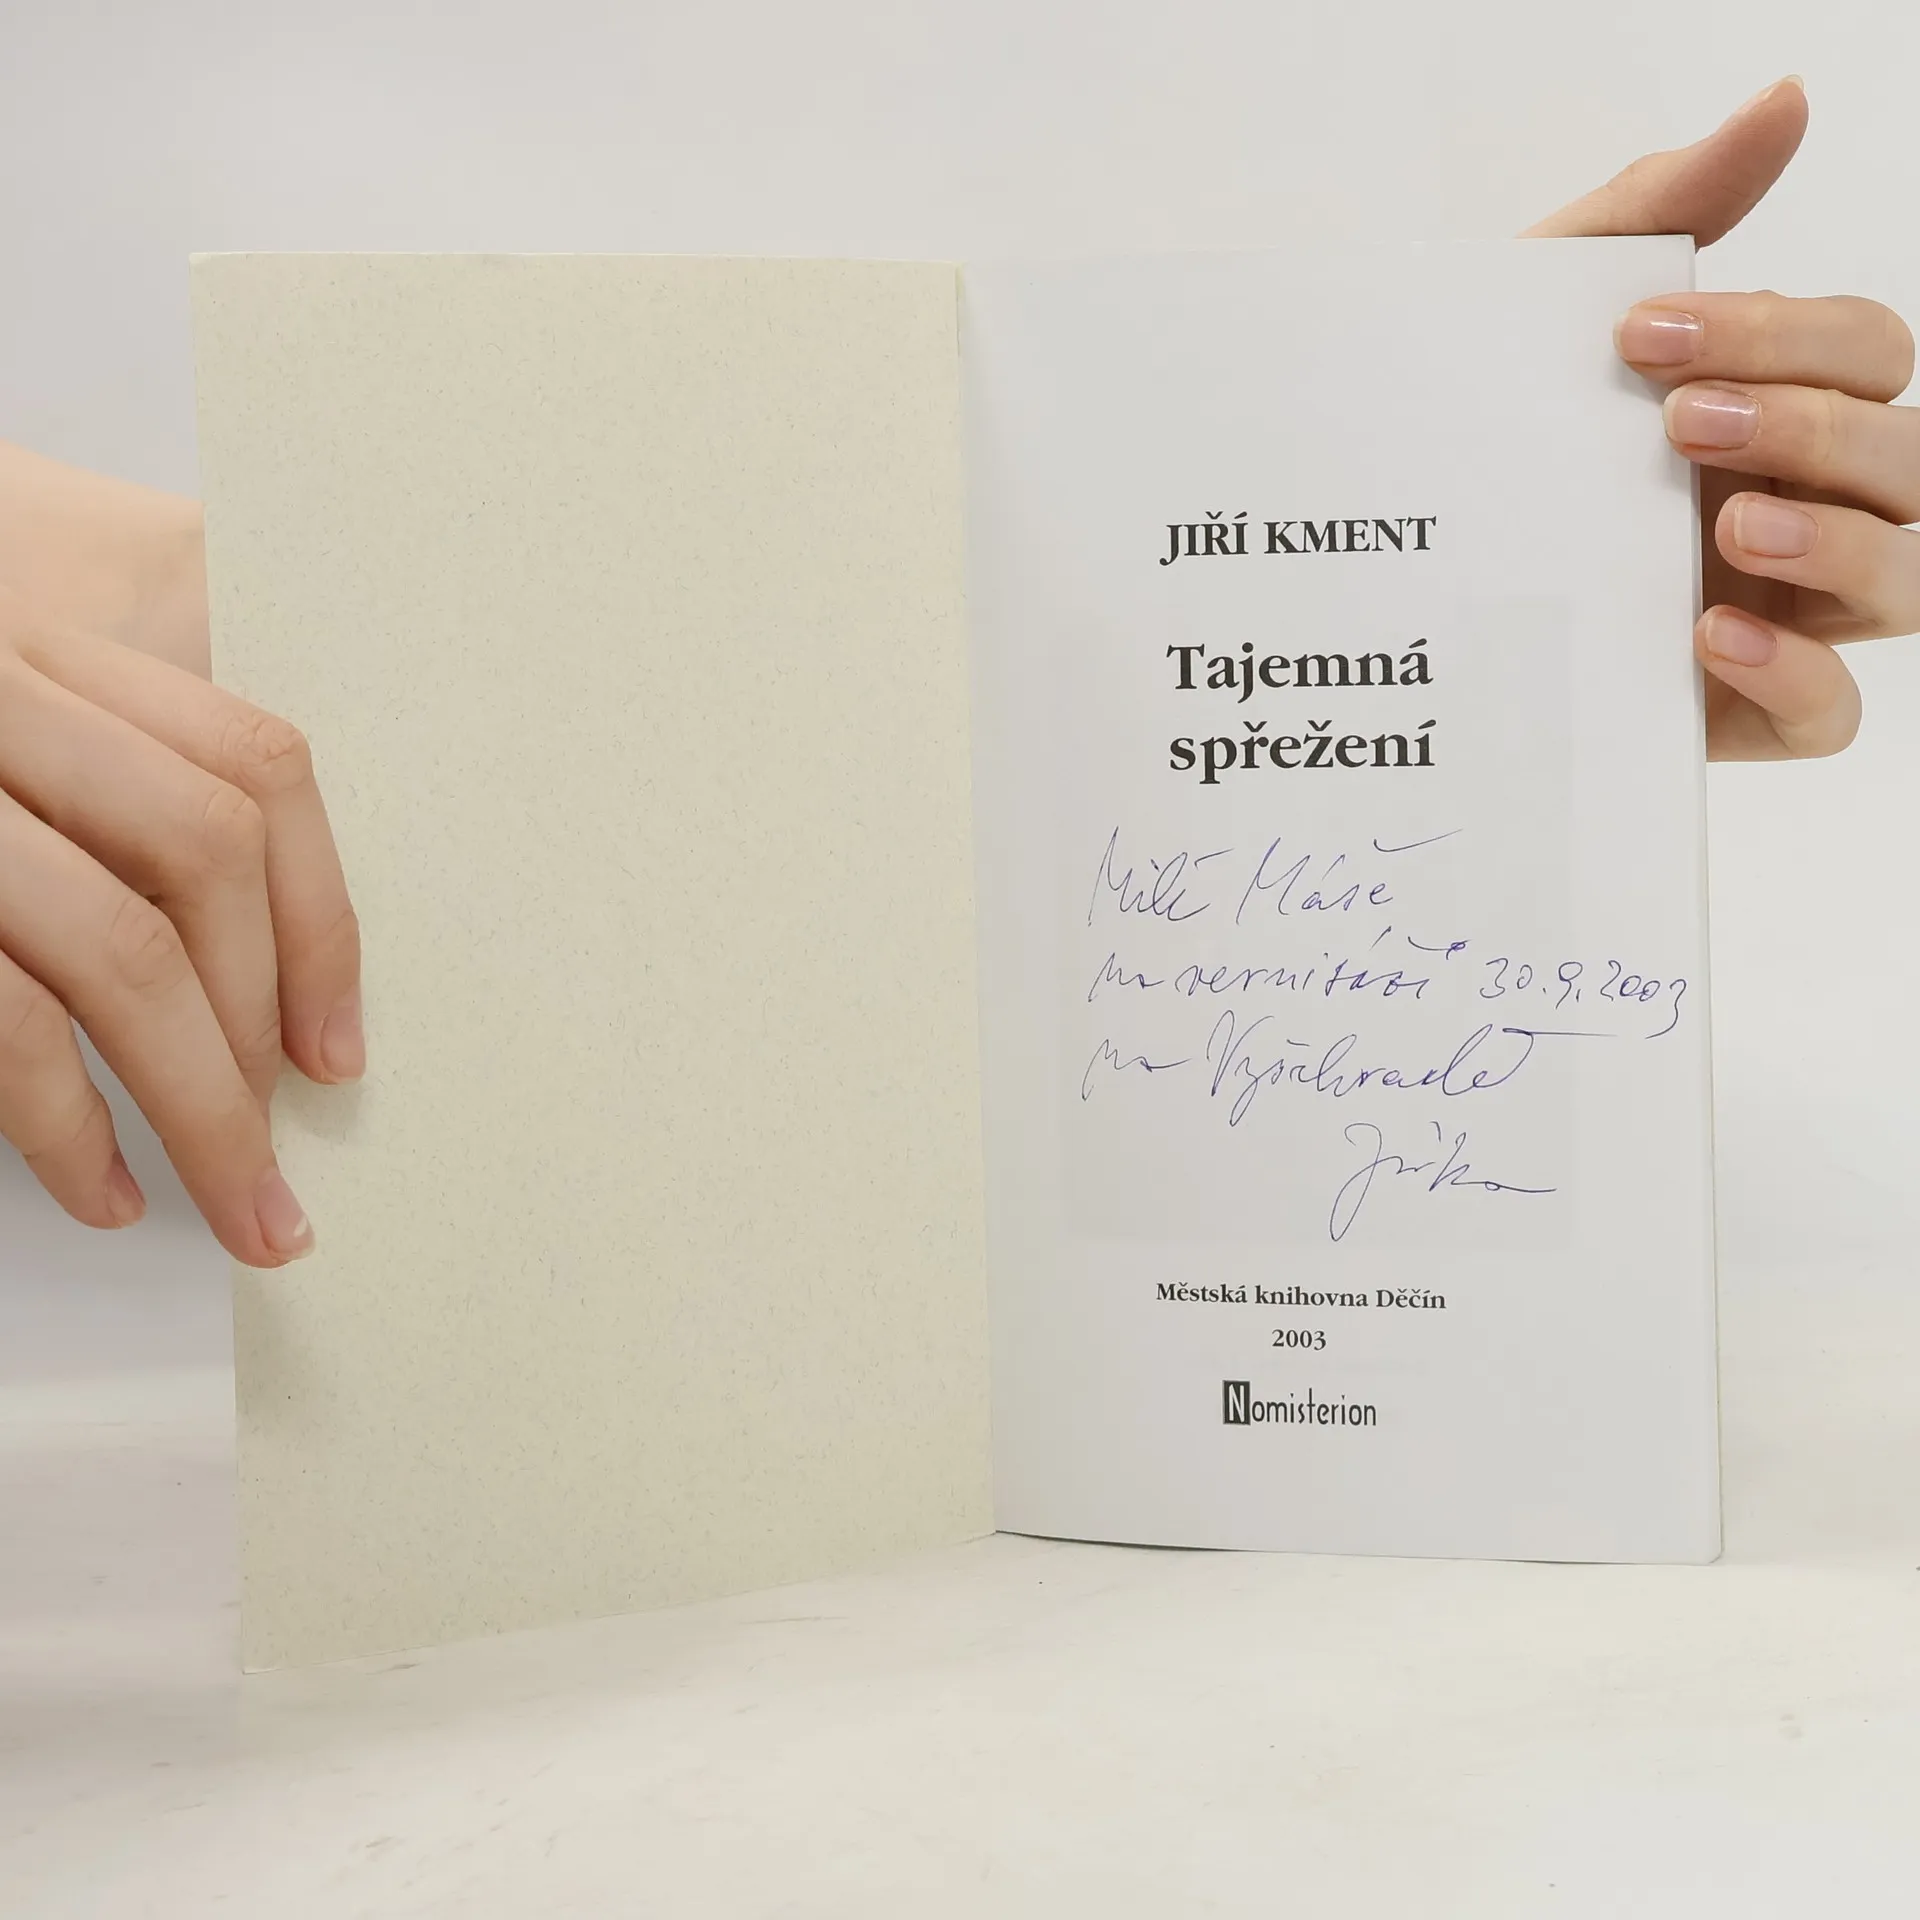 JIŘÍ KMENT
Tajemná
spřežení
Milé Máše
na vernisáži 30.9.2003
na Vyšehradě
Jirka
Městská knihovna Děčín
2003
Nomisterion